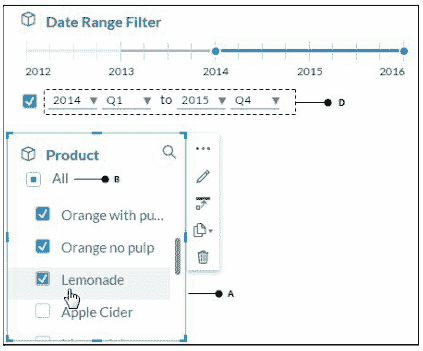 Date Range Filter
2012 2013 2014 2015 2016
2014 Q1 to 2015 Q4 D
Product
All B
Orange with pu...
Orange no pulp
Lemonade
A
Apple Cider